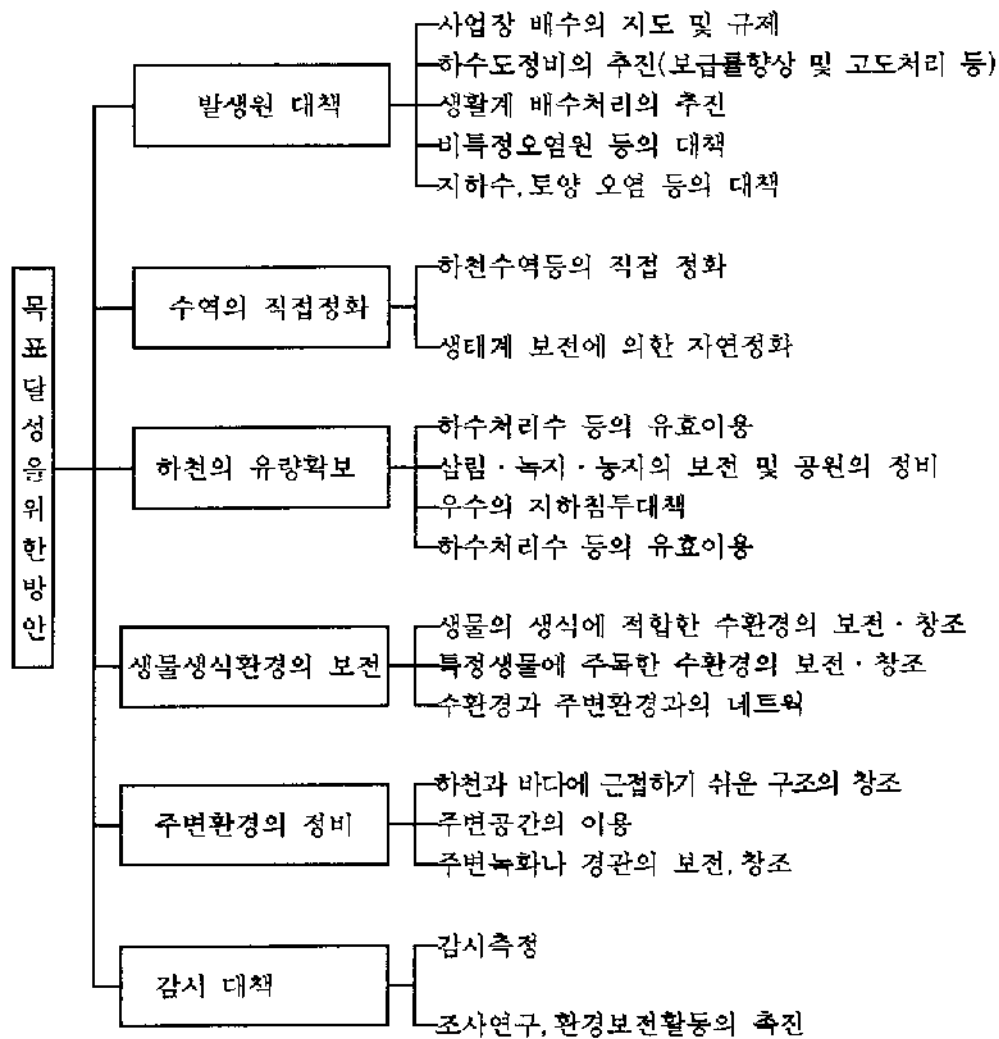 목표달성을위한방안
발생원 대책
사업장 배수의 지도 및 규제
하수도정비의 추진(보급률향상 및 고도처리 등)
생활계 배수처리의 추진
비특정오염원 등의 대책
지하수, 토양 오염 등의 대책
수역의 직접정화
하천수역등의 직접 정화
생태계 보전에 의한 자연정화
하천의 유량확보
하수처리수 등의 유효이용
삼림·녹지·농지의 보전 및 공원의 정비
우수의 지하침투대책
하수처리수 등의 유효이용
생물생식환경의 보전
생물의 생식에 적합한 수환경의 보전·창조
특정생물에 주목한 수환경의 보전·창조
수환경과 주변환경과의 네트웍
주변환경의 정비
하천과 바다에 근접하기 쉬운 구조의 창조
주변공간의 이용
주변녹화나 경관의 보전, 창조
감시 대책
감시측정
조사연구, 환경보전활동의 촉진